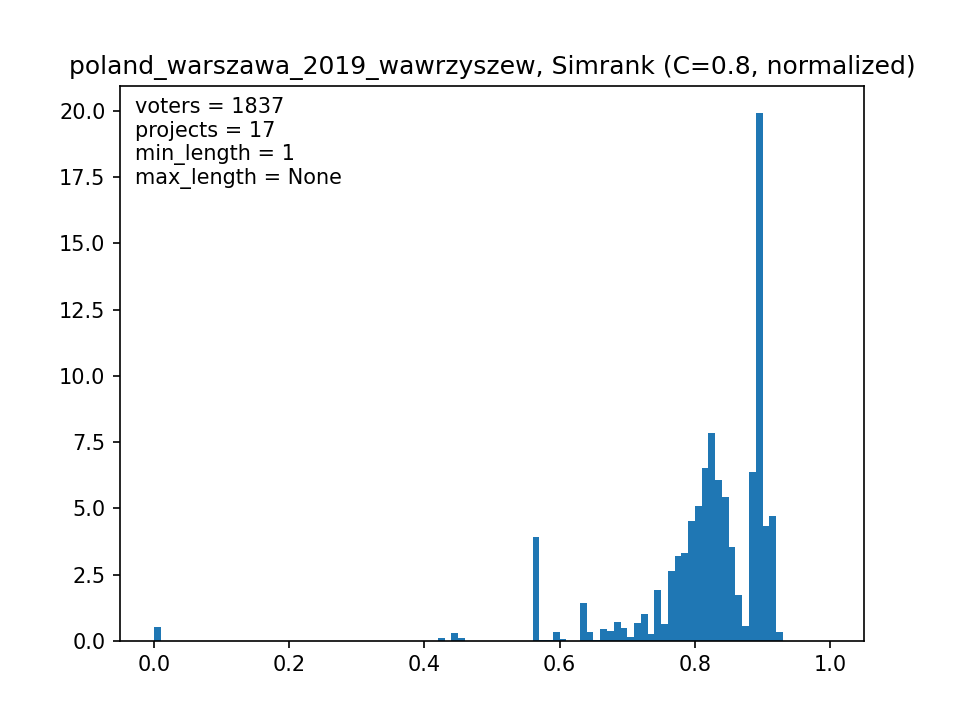 poland_warszawa_2019_wawrzyszew, Simrank (C=0.8, normalized)
voters = 1837
projects = 17
min_length = 1
max_length = None
20.0
17.5
15.0
12.5
10.0
7.5
5.0
2.5
0.0
0.0 0.2 0.4 0.6 0.8 1.0